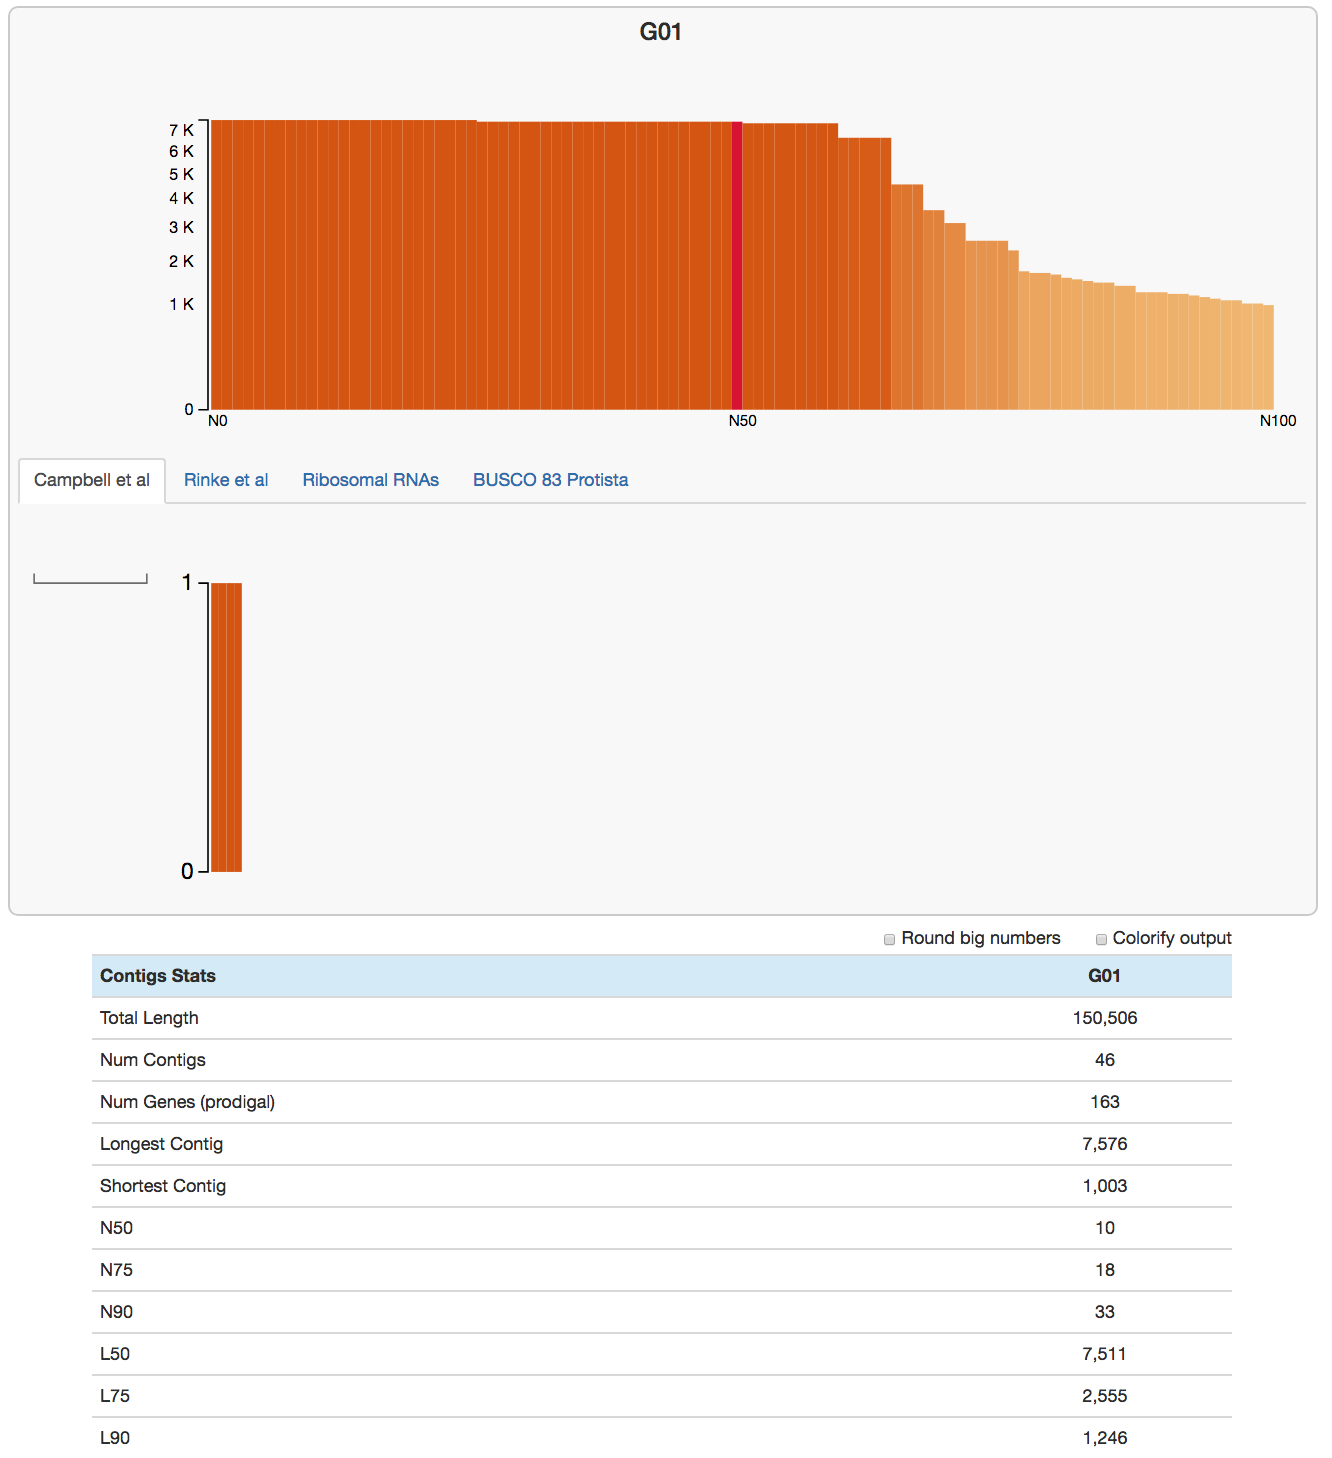 G01
7 K
6 K
5 K
4 K
3 K
2 K
1 K
0
N0 N50 N100
Campbell et al Rinke et al Ribosomal RNAs BUSCO 83 Protista
1
0
Round big numbers Colorify output
Contigs Stats G01
Total Length 150,506
Num Contigs 46
Num Genes (prodigal) 163
Longest Contig 7,576
Shortest Contig 1,003
N50 10
N75 18
N90 33
L50 7,511
L75 2,555
L90 1,246